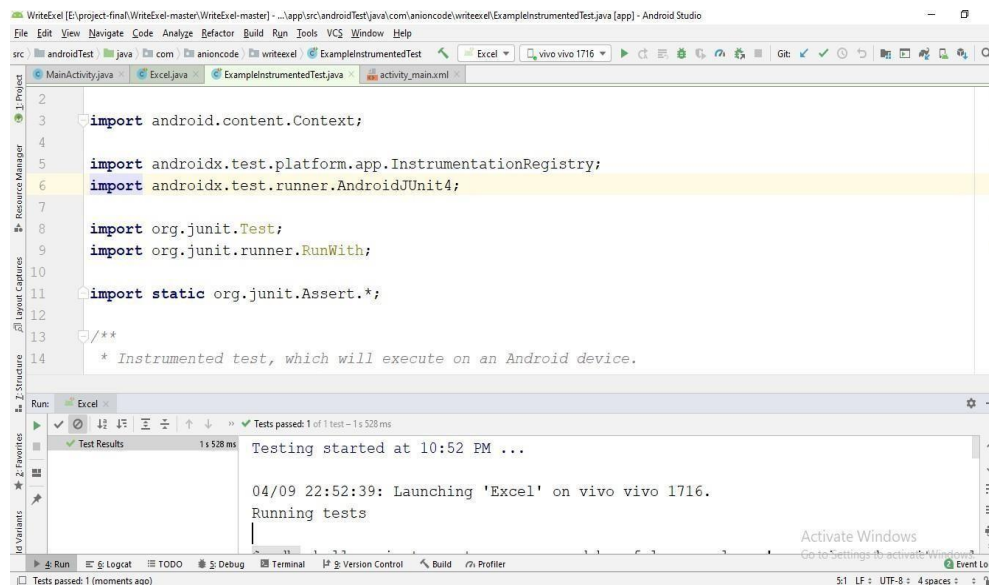 WriteExel [E:\project-final\WriteExel-master\WriteExel-master] - ...\app\src\androidTest\java\com\anioncode\writeexel\ExampleInstrumentedTest.java [app] - Android Studio
File Edit View Navigate Code Analyze Refactor Build Run Tools VCS Window Help
src androidTest java com anioncode writeexel ExampleInstrumentedTest Excel vivo vivo 1716 Git:
MainActivity.java Excel.java ExampleInstrumentedTest.java activity_main.xml
1: Project
Resource Manager
Layout Captures
Z: Structure
2: Favorites
ld Variants
2
3 import android.content.Context;
4
5 import androidx.test.platform.app.InstrumentationRegistry;
6 import androidx.test.runner.AndroidJUnit4;
7
8 import org.junit.Test;
9 import org.junit.runner.RunWith;
10
11 import static org.junit.Assert.*;
12
13 /**
14 * Instrumented test, which will execute on an Android device.
Run: Excel
Tests passed: 1 of 1 test – 1 s 528 ms
Test Results 1 s 528 ms
Testing started at 10:52 PM ...
04/09 22:52:39: Launching 'Excel' on vivo vivo 1716.
Running tests
Activate Windows
Go to Settings to activate Windows.
4: Run 6: Logcat TODO 5: Debug Terminal 9: Version Control Build Profiler Event Lo
Tests passed: 1 (moments ago) 5:1 LF UTF-8 4 spaces